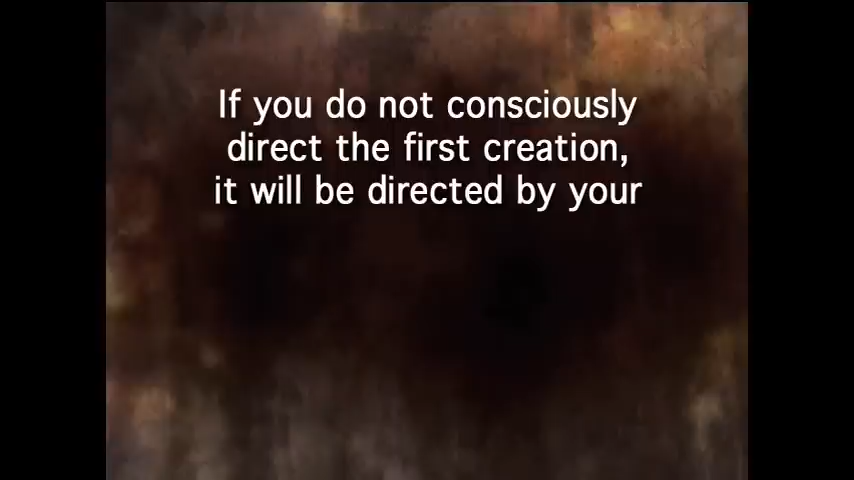 If you do not consciously
direct the first creation,
it will be directed by your